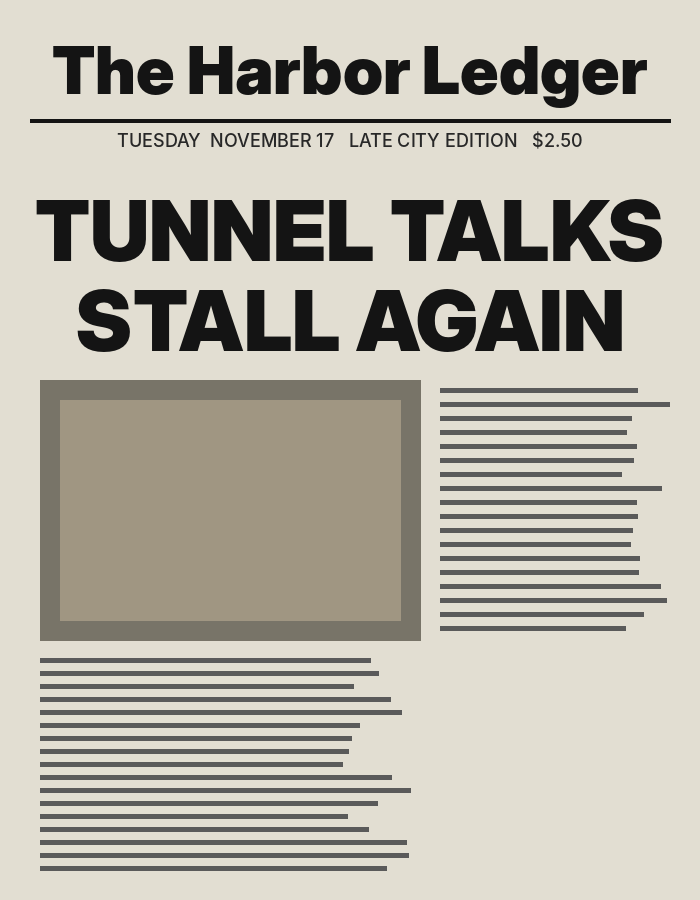 The Harbor Ledger
TUESDAY  NOVEMBER 17   LATE CITY EDITION   $2.50
TUNNEL TALKS
STALL AGAIN